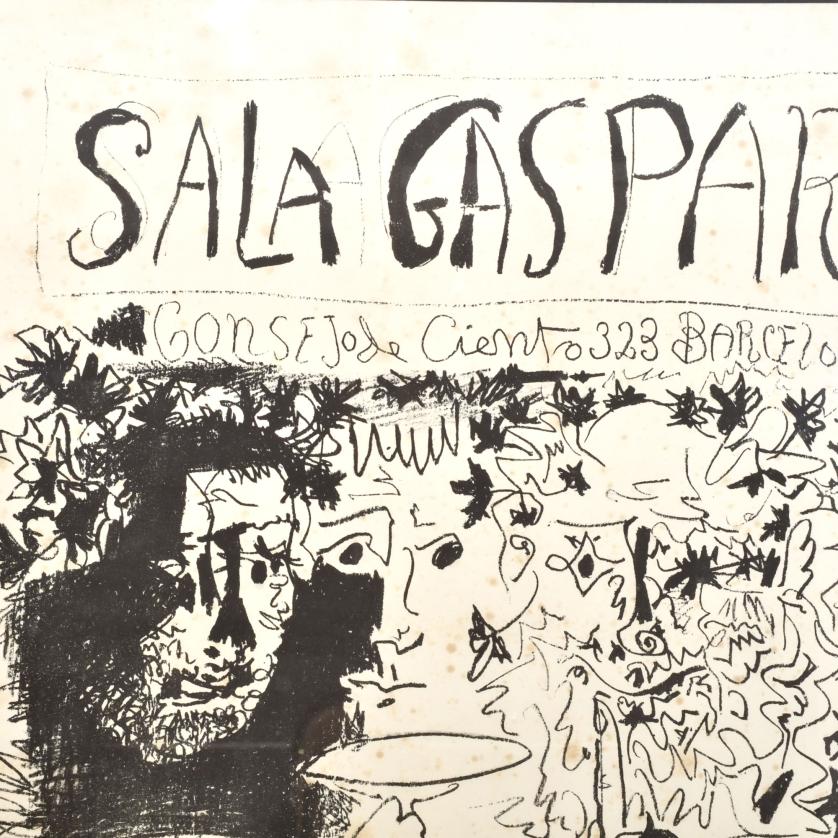 SALA GASPAR
CONSEJO de Ciento 323 BARCELO